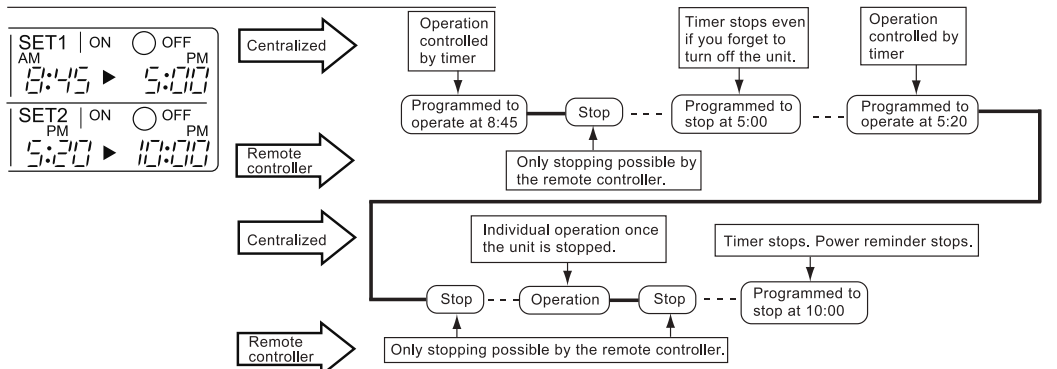 SET1 ON OFF
AM PM
8:45 ▶ 5:00
SET2 ON OFF
PM PM
5:20 ▶ 10:00
Centralized
Operation
controlled
by timer
Timer stops even
if you forget to
turn off the unit.
Operation
controlled by
timer
Programmed to
operate at 8:45
Stop
Programmed to
stop at 5:00
Programmed to
operate at 5:20
Remote
controller
Only stopping possible by
the remote controller.
Centralized
Individual operation once
the unit is stopped.
Timer stops. Power reminder stops.
Stop
Operation
Stop
Programmed to
stop at 10:00
Remote
controller
Only stopping possible by the remote controller.